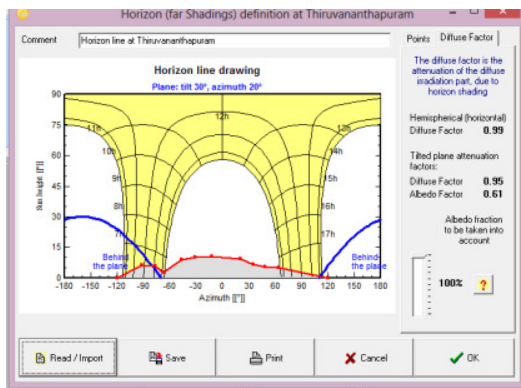 Horizon (far Shadings) definition at Thiruvananthapuram
Comment
Horizon line at Thiruvananthapuram
Points
Diffuse Factor
Horizon line drawing
Plane: tilt 30°, azimuth 20°
Sun height [[°]]
90
75
60
45
30
15
0
11h
10h
9h
8h
7h
12h
13h
14h
15h
16h
17h
Behind
the plane
Behind
the plane
-180
-150
-120
-90
-60
-30
0
30
60
90
120
150
180
Azimuth [[°]]
The diffuse factor is the
attenuation of the diffuse
irradiation part, due to
horizon shading
Hemispherical (horizontal)
Diffuse Factor 0.99
Tilted plane attenuation
factors:
Diffuse Factor 0.95
Albedo Factor 0.61
Albedo fraction
to be taken into
account
100%
?
Read / Import
Save
Print
Cancel
OK